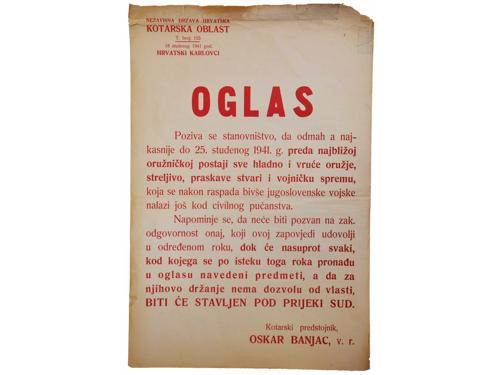 NEZAVISNA DRŽAVA HRVATSKA
KOTARSKA OBLAST
T. broj 155
18 studenog 1941 god.
HRVATSKI KARLOVCI
OGLAS
Poziva se stanovništvo, da odmah a naj-
kasnije do 25. studenog 1941. g. preda najbližoj
oružničkoj postaji sve hladno i vruće oružje,
streljivo, praskave stvari i vojničku spremu,
koja se nakon raspada bivše jugoslovenske vojske
nalazi još kod civilnog pučanstva.
Napominje se, da neće biti pozvan na zak.
odgovornost onaj, koji ovoj zapovjedi udovolji
u određenom roku, dok će nasuprot svaki,
kod kojega se po isteku toga roka pronađu
u oglasu navedeni predmeti, a da za
njihovo držanje nema dozvolu od vlasti,
BITI ĆE STAVLJEN POD PRIJEKI SUD.
Kotarski predstojnik,
OSKAR BANJAC, v. r.